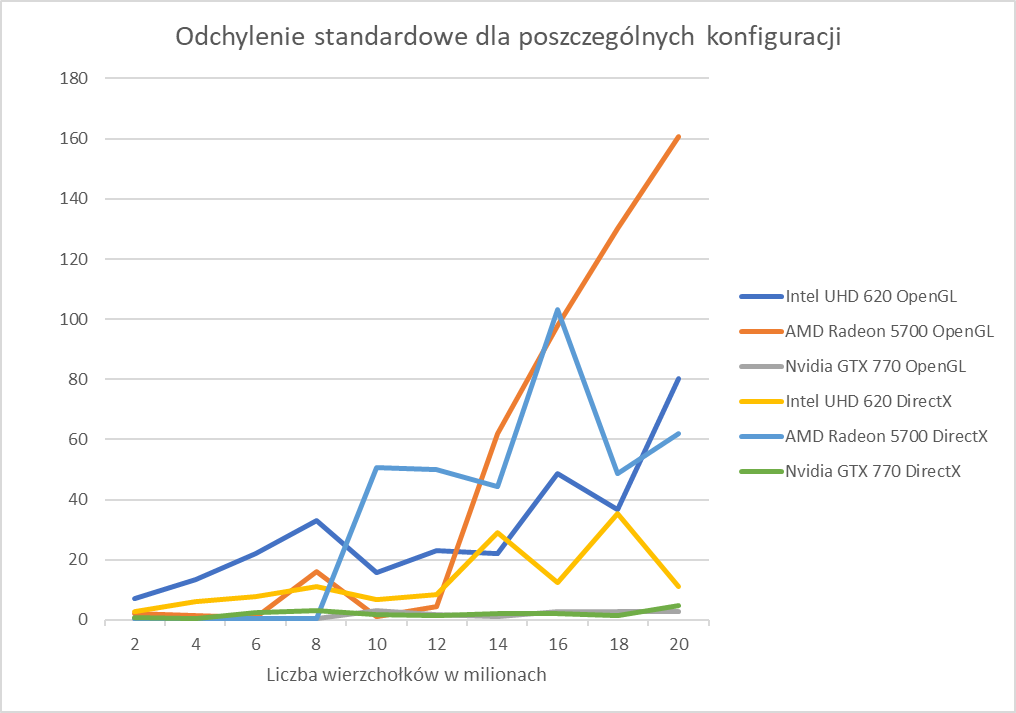 Odchylenie standardowe dla poszczególnych konfiguracji
180
160
140
120
100
80
60
40
20
0
2 4 6 8 10 12 14 16 18 20
Liczba wierzchołków w milionach
Intel UHD 620 OpenGL
AMD Radeon 5700 OpenGL
Nvidia GTX 770 OpenGL
Intel UHD 620 DirectX
AMD Radeon 5700 DirectX
Nvidia GTX 770 DirectX